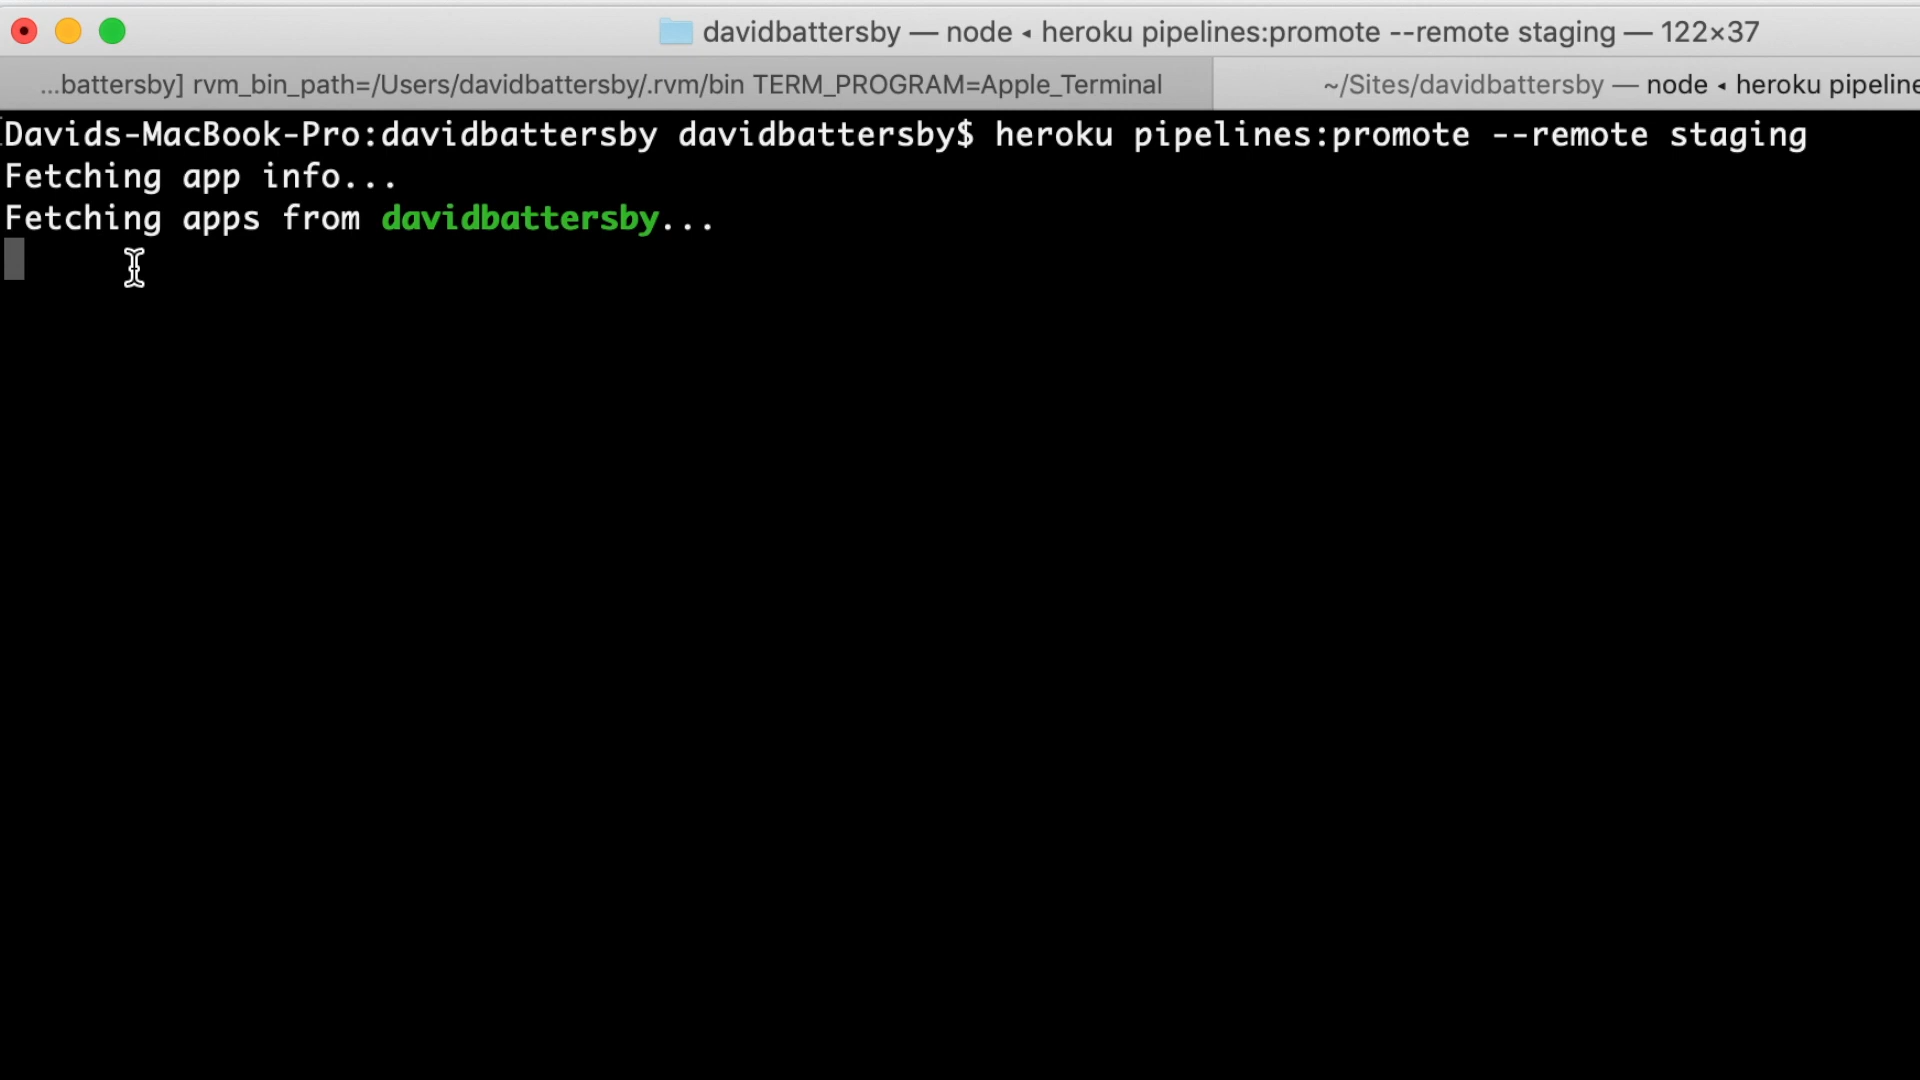 davidbattersby — node ◂ heroku pipelines:promote --remote staging — 122×37
...battersby] rvm_bin_path=/Users/davidbattersby/.rvm/bin TERM_PROGRAM=Apple_Terminal
~/Sites/davidbattersby — node ◂ heroku pipeline
Davids-MacBook-Pro:davidbattersby davidbattersby$ heroku pipelines:promote --remote staging
Fetching app info...
Fetching apps from davidbattersby...